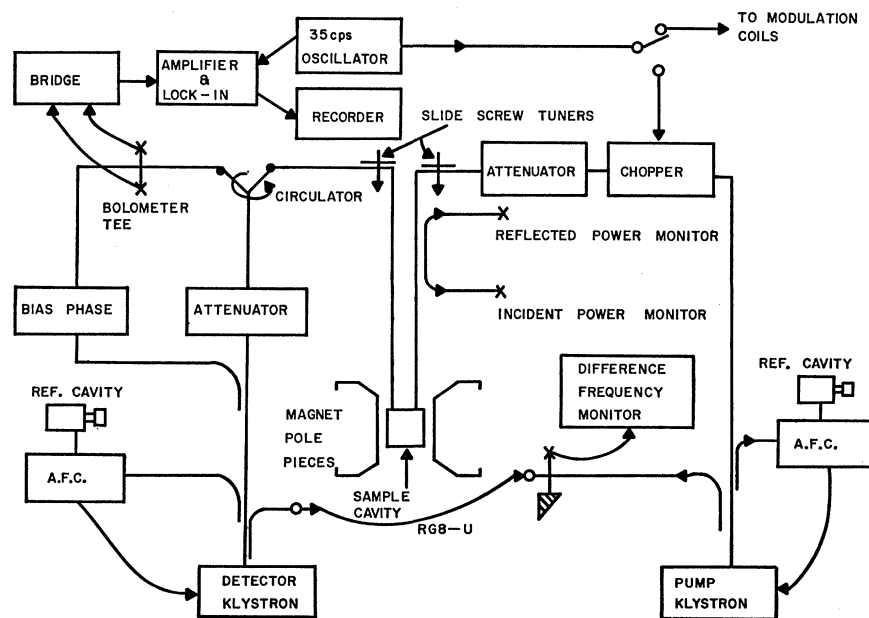 35cps
OSCILLATOR
TO MODULATION
COILS
BRIDGE
AMPLIFIER
&
LOCK-IN
RECORDER
SLIDE SCREW TUNERS
ATTENUATOR
CHOPPER
BOLOMETER
TEE
CIRCULATOR
REFLECTED POWER MONITOR
BIAS PHASE
ATTENUATOR
INCIDENT POWER MONITOR
REF. CAVITY
MAGNET
POLE
PIECES
DIFFERENCE
FREQUENCY
MONITOR
REF. CAVITY
A.F.C.
A.F.C.
SAMPLE
CAVITY
RG8-U
DETECTOR
KLYSTRON
PUMP
KLYSTRON